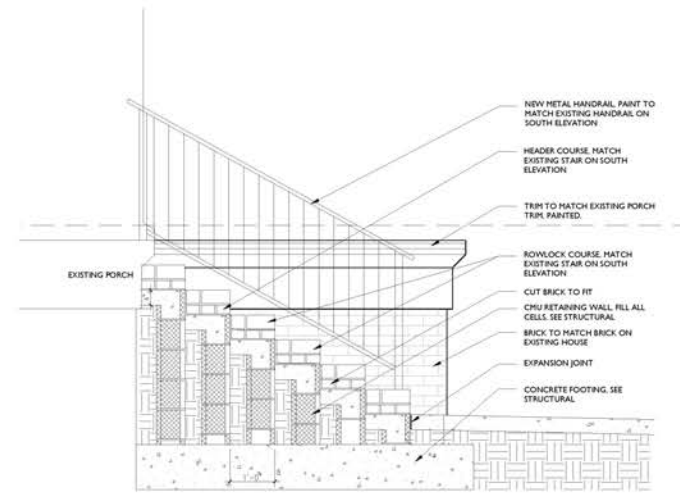 NEW METAL HANDRAIL, PAINT TO
MATCH EXISTING HANDRAIL ON
SOUTH ELEVATION
HEADER COURSE, MATCH
EXISTING STAIR ON SOUTH
ELEVATION
TRIM TO MATCH EXISTING PORCH
TRIM, PAINTED.
ROWLOCK COURSE, MATCH
EXISTING STAIR ON SOUTH
ELEVATION
EXISTING PORCH
CUT BRICK TO FIT
CMU RETAINING WALL, FILL ALL
CELLS, SEE STRUCTURAL
BRICK TO MATCH BRICK ON
EXISTING HOUSE
EXPANSION JOINT
CONCRETE FOOTING, SEE
STRUCTURAL
1'-0"